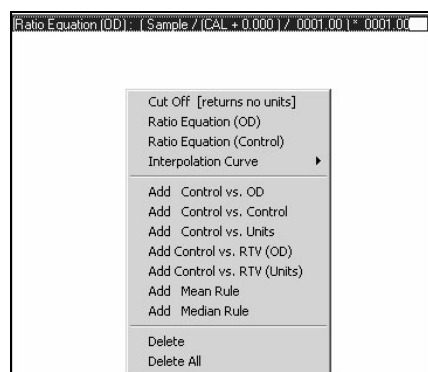 Ratio Equation (OD) : ( Sample / (CAL + 0.000 ) / 0001.00 ) * 0001.00
Cut Off [returns no units]
Ratio Equation (OD)
Ratio Equation (Control)
Interpolation Curve
Add Control vs. OD
Add Control vs. Control
Add Control vs. Units
Add Control vs. RTV (OD)
Add Control vs. RTV (Units)
Add Mean Rule
Add Median Rule
Delete
Delete All